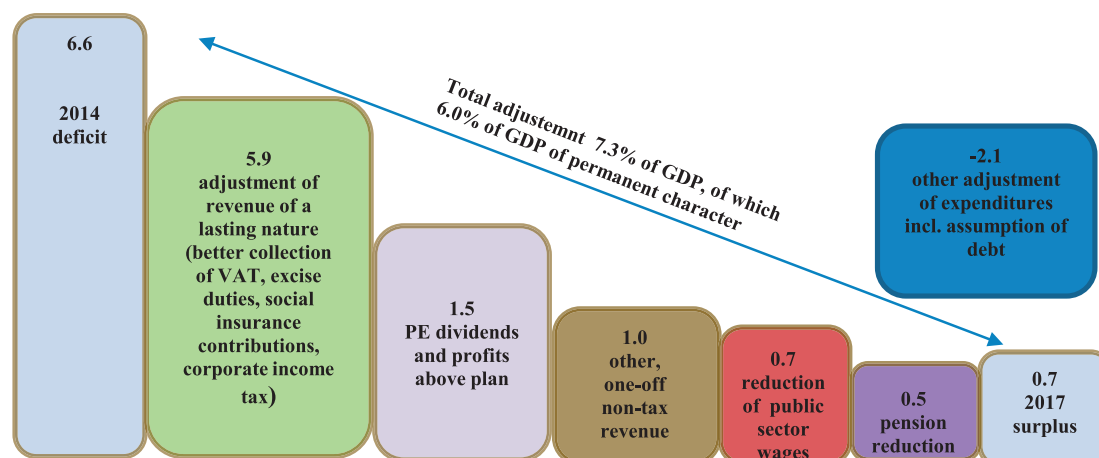 6.6
2014
deficit
5.9
adjustment of
revenue of a
lasting nature
(better collection
of VAT, excise
duties, social
insurance
contributions,
corporate income
tax)
Total adjustemnt 7.3% of GDP, of which
6.0% of GDP of permanent character
1.5
PE dividends
and profits
above plan
1.0
other,
one-off
non-tax
revenue
0.7
reduction
of public
sector
wages
0.5
pension
reduction
-2.1
other adjustment
of expenditures
incl. assumption of
debt
0.7
2017
surplus